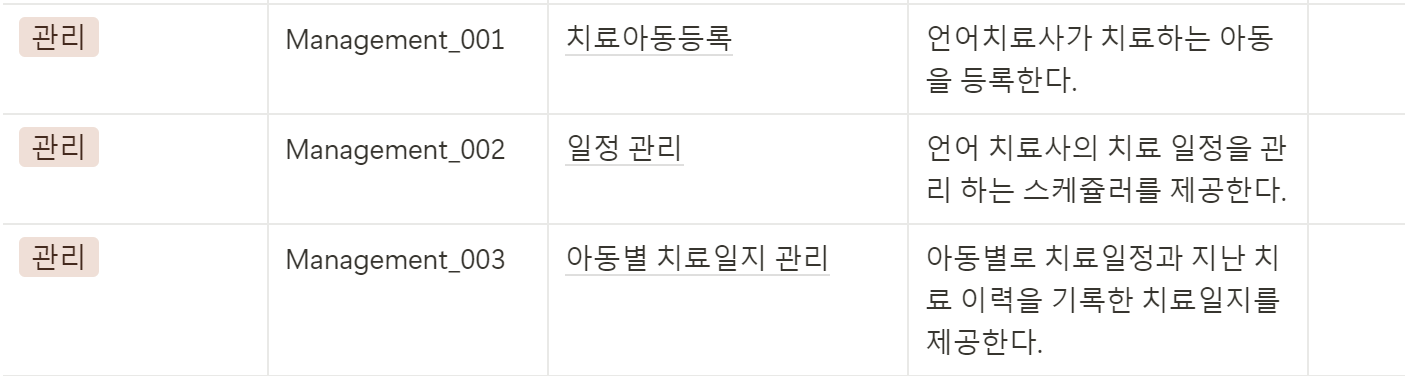 관리 Management_001 치료아동등록 언어치료사가 치료하는 아동
을 등록한다.
관리 Management_002 일정 관리 언어 치료사의 치료 일정을 관
리 하는 스케쥴러를 제공한다.
관리 Management_003 아동별 치료일지 관리 아동별로 치료일정과 지난 치
료 이력을 기록한 치료일지를
제공한다.